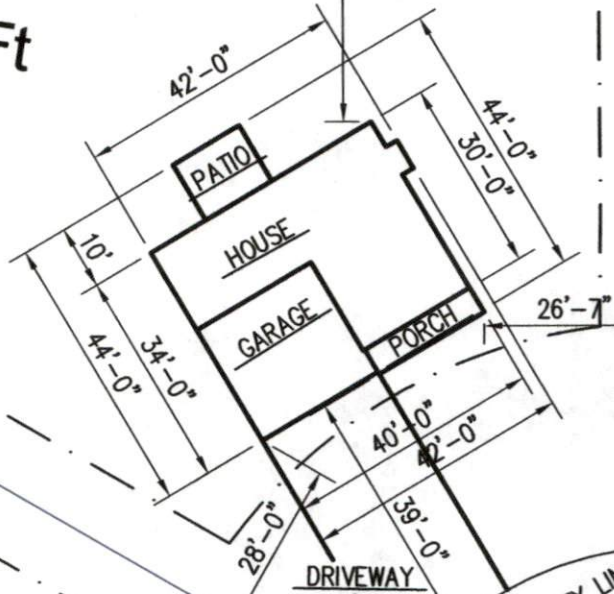 Ft
42'-0"
44'-0"
30'-0"
PATIO
10'
HOUSE
44'-0"
34'-0"
GARAGE
PORCH
26'-7"
40'-0"
42'-0"
28'-0"
39'-0"
DRIVEWAY